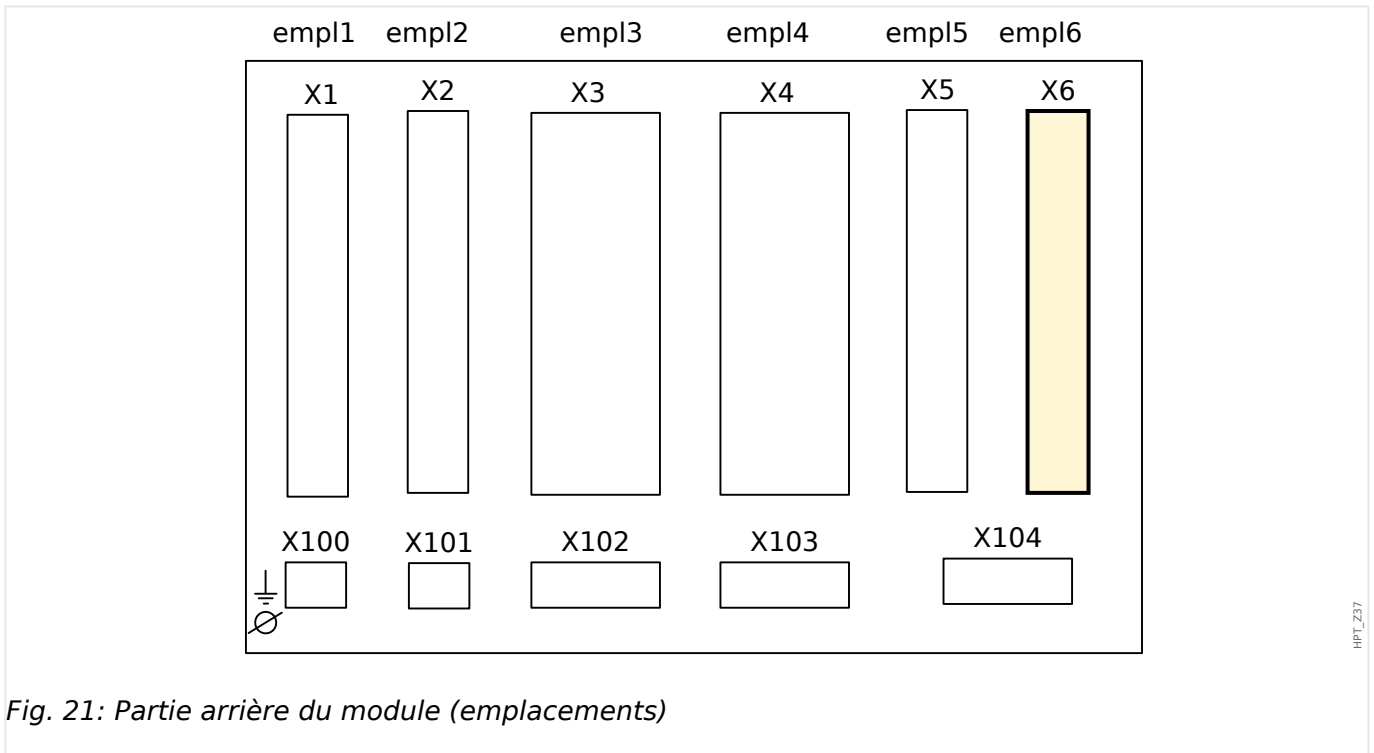 empl1 empl2 empl3 empl4 empl5 empl6
X1 X2 X3 X4 X5 X6
X100 X101 X102 X103 X104
HPT_Z37
Fig. 21: Partie arrière du module (emplacements)